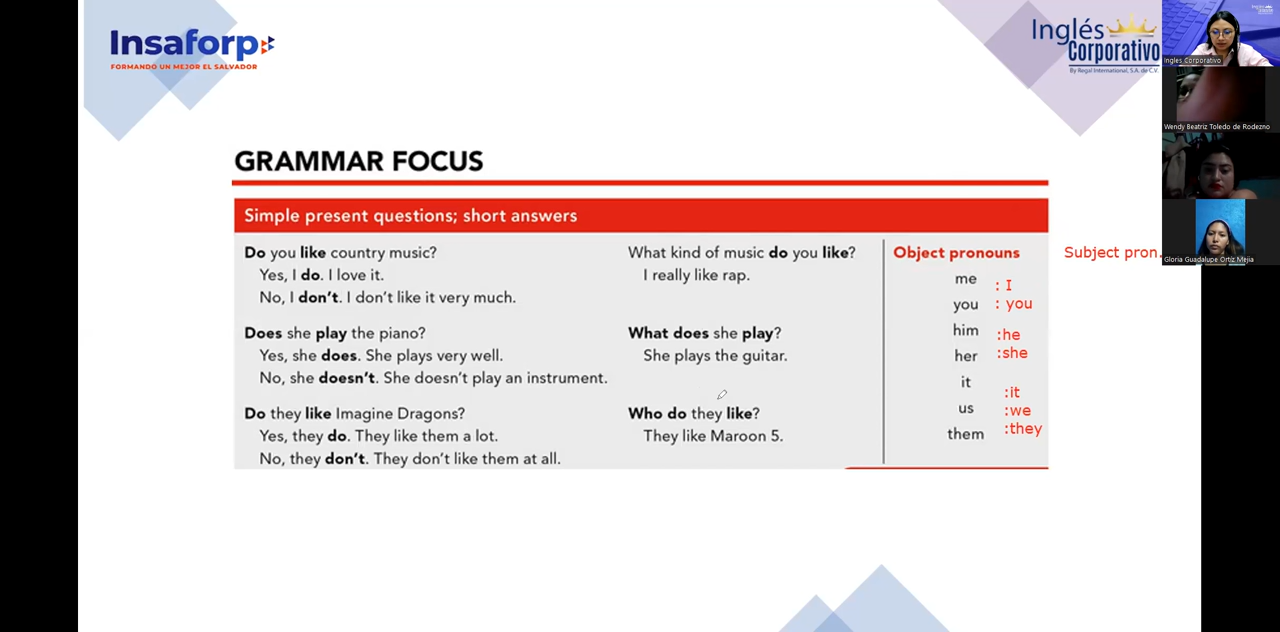 Insaforp
FORMANDO UN MEJOR EL SALVADOR
Inglés
Corporativo
By Regal International, S.A. de C.V.
GRAMMAR FOCUS
Simple present questions; short answers
Do you like country music?
Yes, I do. I love it.
No, I don't. I don't like it very much.
Does she play the piano?
Yes, she does. She plays very well.
No, she doesn't. She doesn't play an instrument.
Do they like Imagine Dragons?
Yes, they do. They like them a lot.
No, they don't. They don't like them at all.
What kind of music do you like?
I really like rap.
What does she play?
She plays the guitar.
Who do they like?
They like Maroon 5.
Object pronouns
Subject pron.
me : I
you : you
him :he
her :she
it :it
us :we
them :they
Ingles Corporativo
Wendy Beatriz Toledo de Rodezno
Gloria Guadalupe Ortíz Mejia